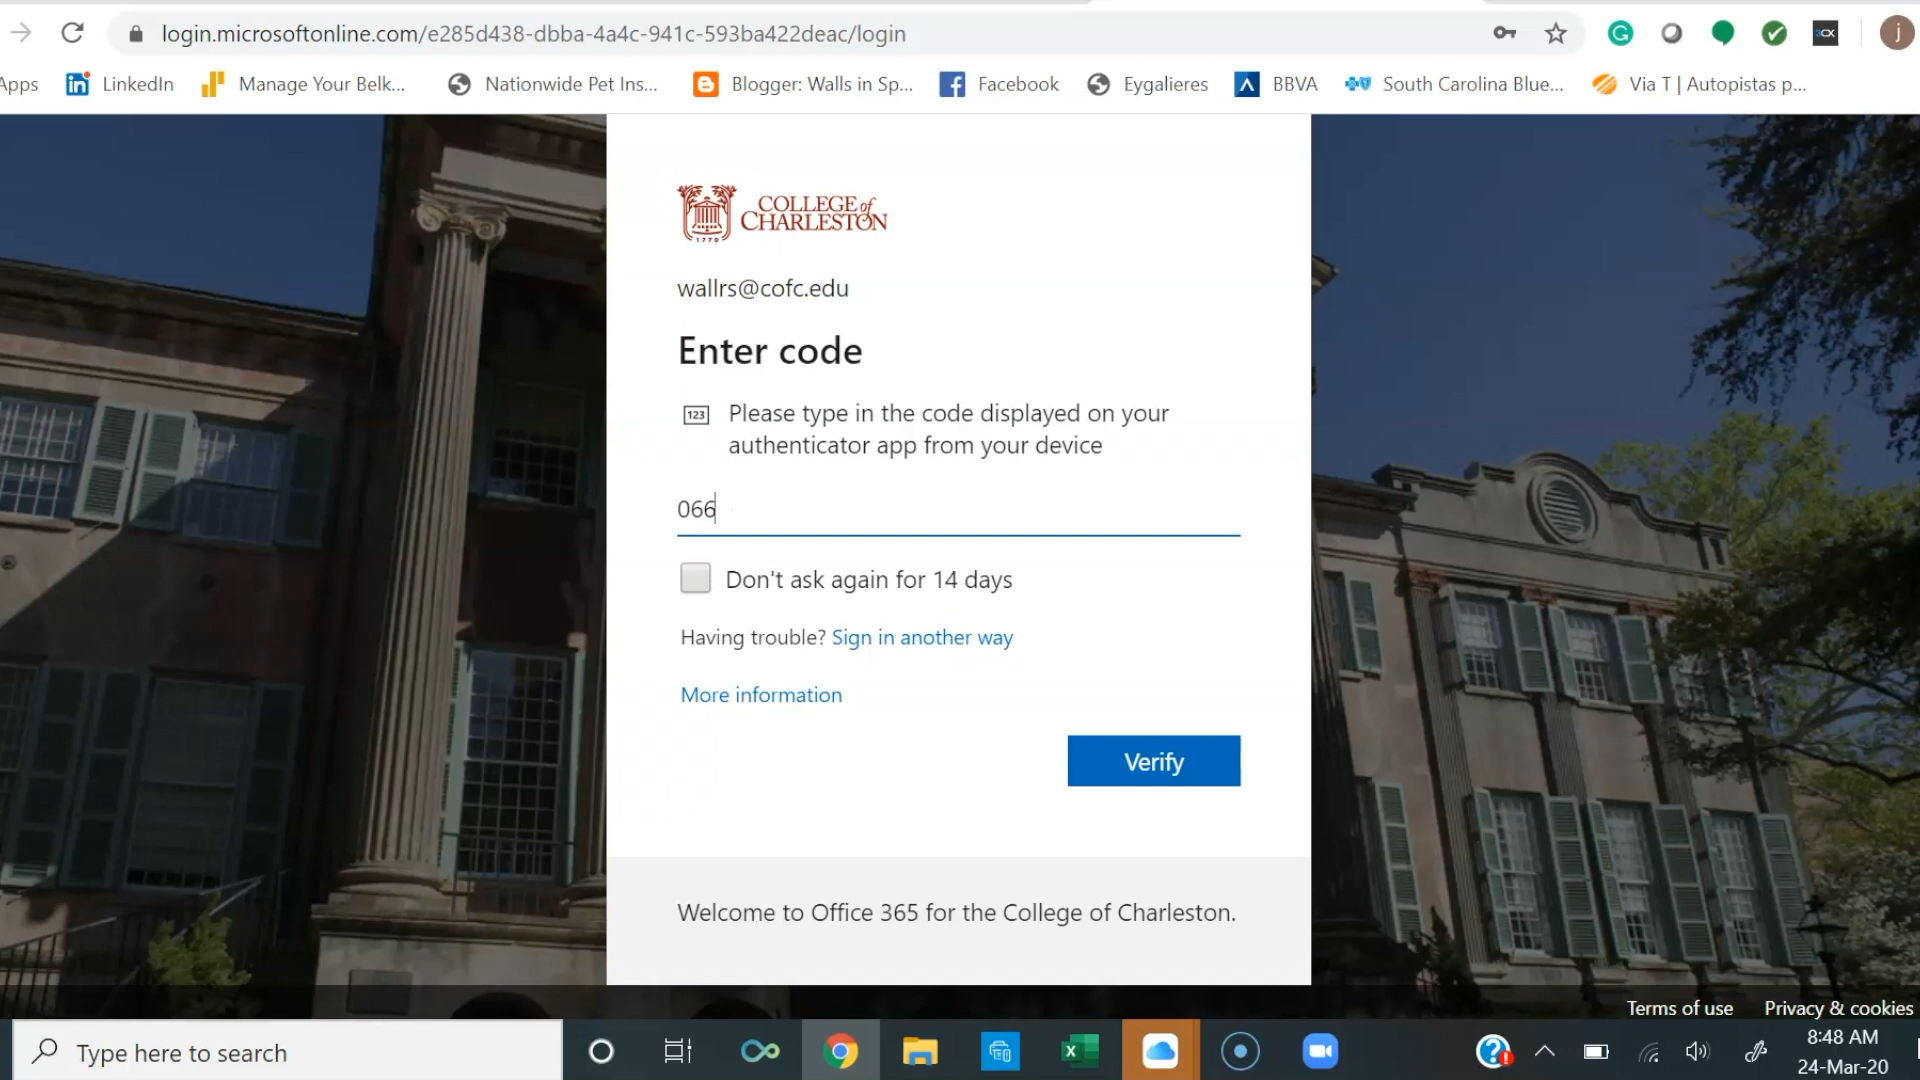 login.microsoftonline.com/e285d438-dbba-4a4c-941c-593ba422deac/login
3CX
j
Apps
LinkedIn
Manage Your Belk...
Nationwide Pet Ins...
Blogger: Walls in Sp...
Facebook
Eygalieres
BBVA
South Carolina Blue...
Via T | Autopistas p...
COLLEGE of
CHARLESTON
1770
wallrs@cofc.edu
Enter code
123
Please type in the code displayed on your
authenticator app from your device
066
Don't ask again for 14 days
Having trouble? Sign in another way
More information
Verify
Welcome to Office 365 for the College of Charleston.
Terms of use
Privacy & cookies
Type here to search
8:48 AM
24-Mar-20